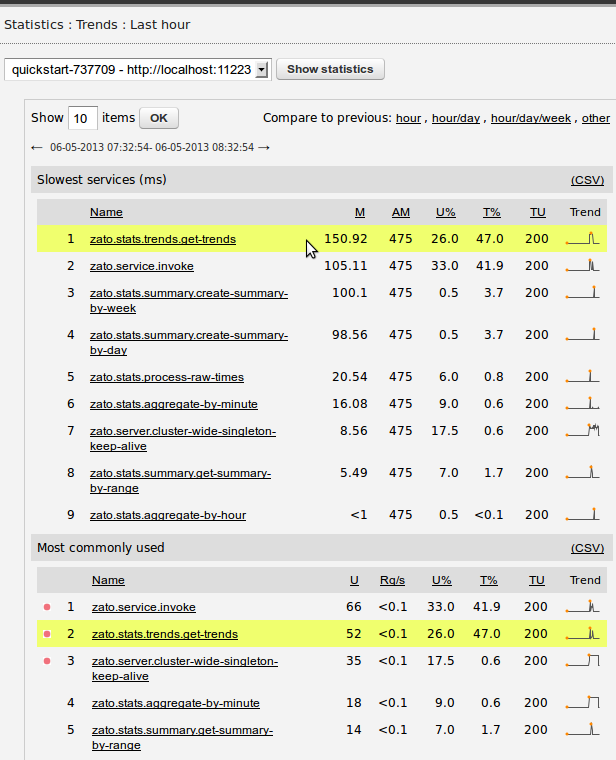 Statistics : Trends : Last hour
quickstart-737709 - http://localhost:11223 Show statistics
Show 10 items OK Compare to previous: hour , hour/day , hour/day/week , other
← 06-05-2013 07:32:54- 06-05-2013 08:32:54 →
Slowest services (ms) (CSV)
Name M AM U% T% TU Trend
1 zato.stats.trends.get-trends 150.92 475 26.0 47.0 200
2 zato.service.invoke 105.11 475 33.0 41.9 200
3 zato.stats.summary.create-summary- 100.1 475 0.5 3.7 200
by-week
4 zato.stats.summary.create-summary- 98.56 475 0.5 3.7 200
by-day
5 zato.stats.process-raw-times 20.54 475 6.0 0.8 200
6 zato.stats.aggregate-by-minute 16.08 475 9.0 0.6 200
7 zato.server.cluster-wide-singleton- 8.56 475 17.5 0.6 200
keep-alive
8 zato.stats.summary.get-summary- 5.49 475 7.0 1.7 200
by-range
9 zato.stats.aggregate-by-hour <1 475 0.5 <0.1 200
Most commonly used (CSV)
Name U Rq/s U% T% TU Trend
1 zato.service.invoke 66 <0.1 33.0 41.9 200
2 zato.stats.trends.get-trends 52 <0.1 26.0 47.0 200
3 zato.server.cluster-wide-singleton- 35 <0.1 17.5 0.6 200
keep-alive
4 zato.stats.aggregate-by-minute 18 <0.1 9.0 0.6 200
5 zato.stats.summary.get-summary- 14 <0.1 7.0 1.7 200
by-range